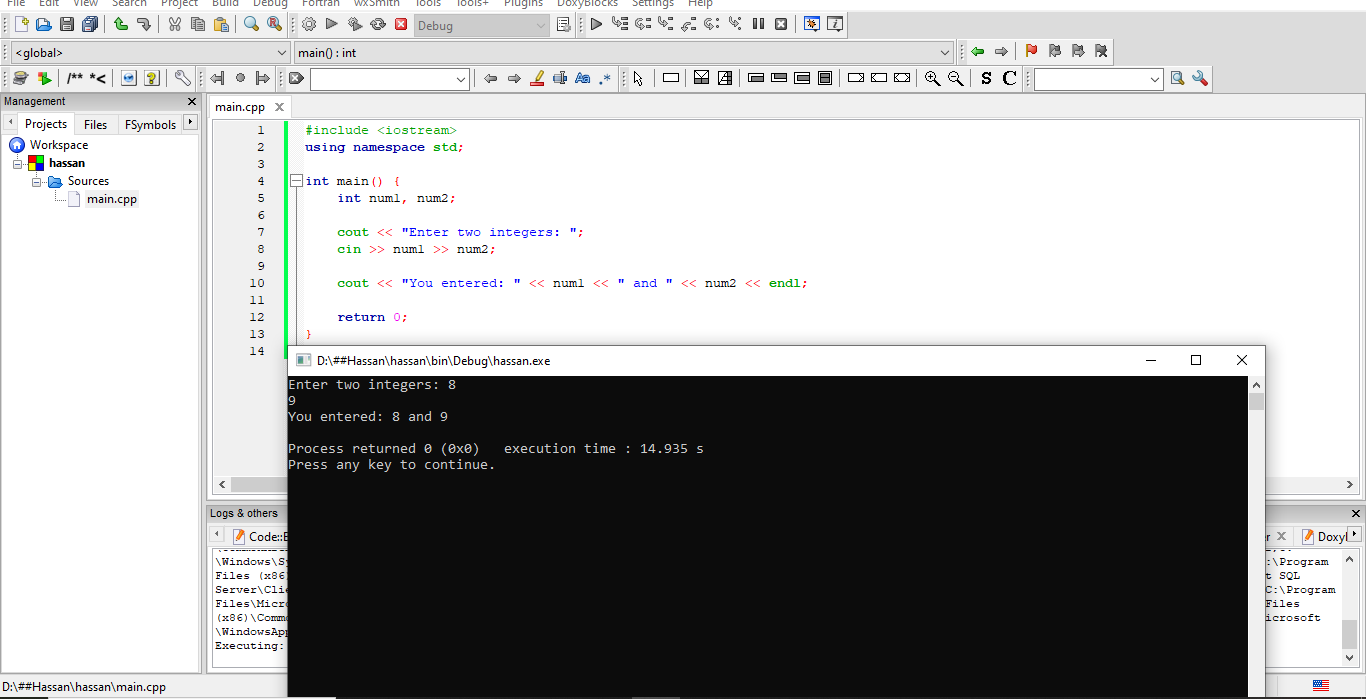 File Edit View Search Project Build Debug Fortran wxSmith Tools Tools+ Plugins DoxyBlocks Settings Help
Debug
<global> main() : int
/** *<
Aa .*
S C
Management
Projects Files FSymbols
Workspace
hassan
Sources
main.cpp
main.cpp
1 #include <iostream>
2 using namespace std;
3
4 int main() {
5 int num1, num2;
6
7 cout << "Enter two integers: ";
8 cin >> num1 >> num2;
9
10 cout << "You entered: " << num1 << " and " << num2 << endl;
11
12 return 0;
13 }
14
D:\##Hassan\hassan\bin\Debug\hassan.exe
Enter two integers: 8
9
You entered: 8 and 9
Process returned 0 (0x0) execution time : 14.935 s
Press any key to continue.
Logs & others
Code::
\Windows\Sy
Files (x86
Server\Cli
Files\Micr
(x86)\Comm
\WindowsApp
Executing:
:\Program
t SQL
C:\Program
Files
icrosoft
D:\##Hassan\hassan\main.cpp